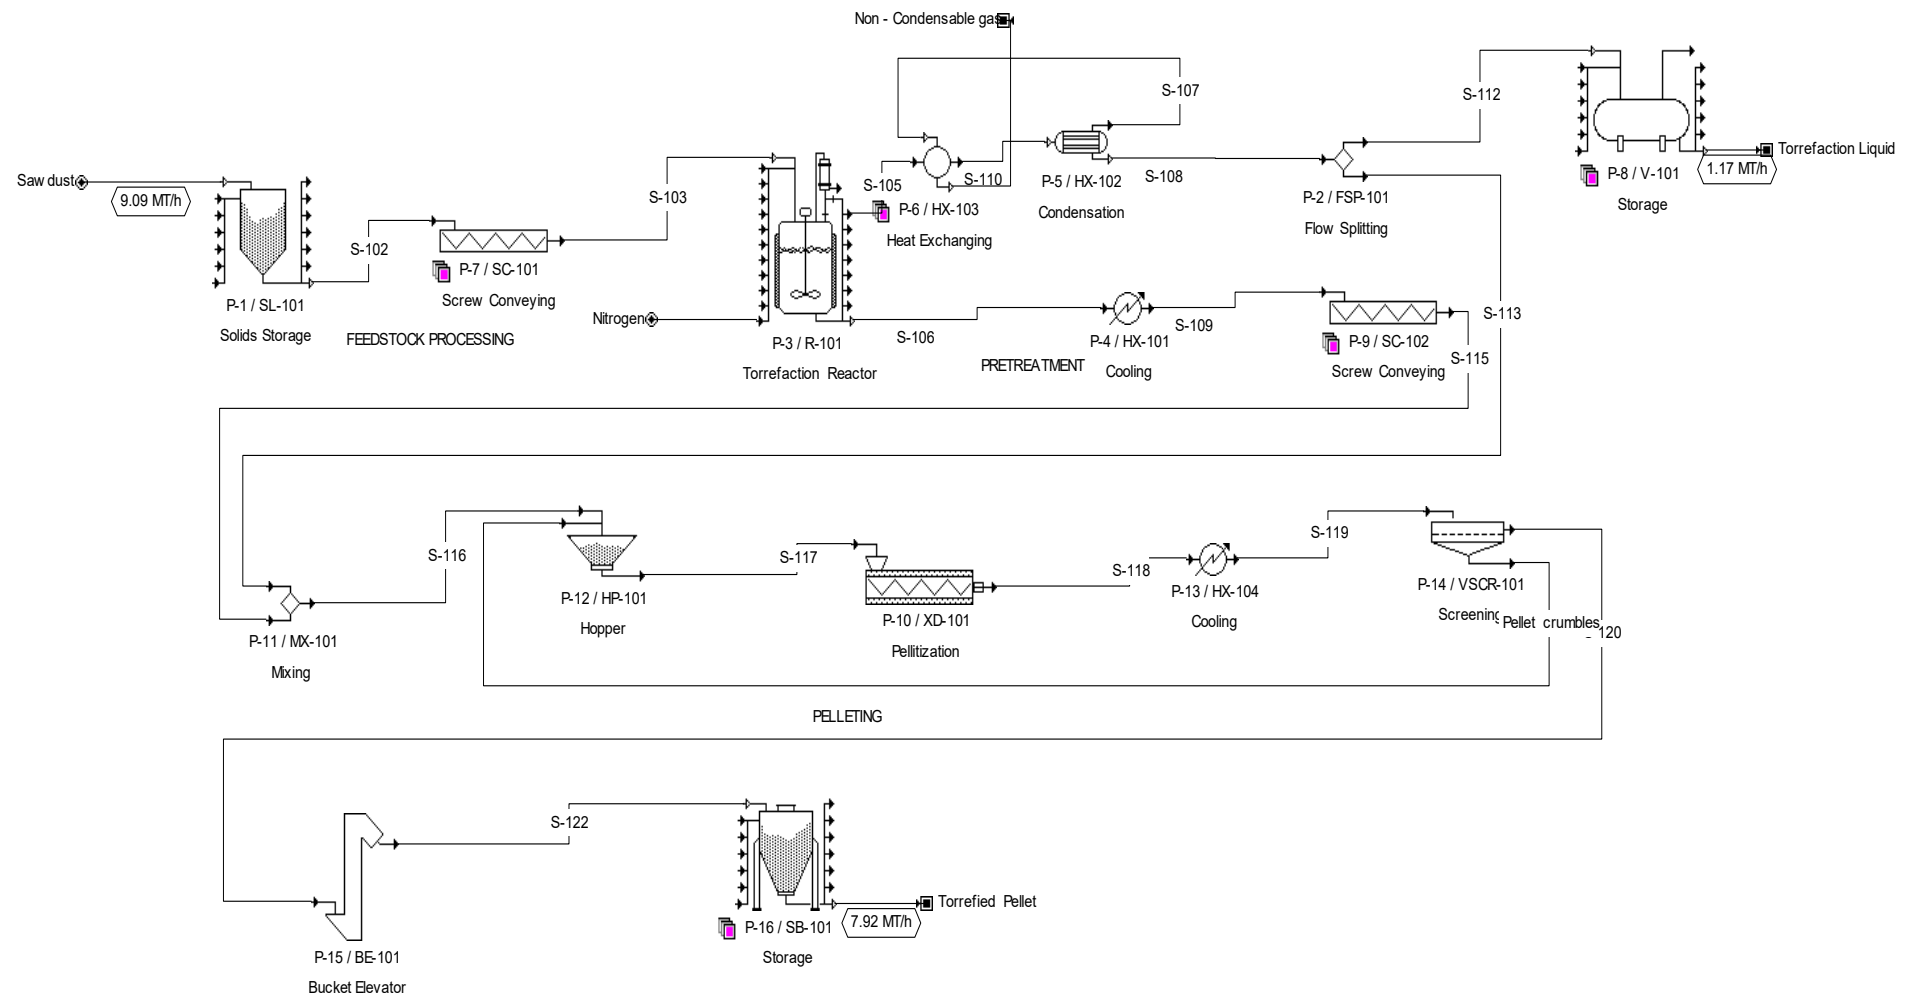 Non - Condensable gas
S-107
S-112
Torrefaction Liquid
1.17 MT/h
P-8 / V-101
Storage
Saw dust
9.09 MT/h
S-103
S-105
S-110
P-5 / HX-102
Condensation
S-108
P-2 / FSP-101
Flow Splitting
P-6 / HX-103
Heat Exchanging
S-102
P-7 / SC-101
Screw Conveying
P-1 / SL-101
Solids Storage
FEEDSTOCK PROCESSING
Nitrogen
P-3 / R-101
Torrefaction Reactor
S-106
PRETREATMENT
P-4 / HX-101
Cooling
S-109
P-9 / SC-102
Screw Conveying
S-113
S-115
S-116
P-12 / HP-101
Hopper
S-117
P-10 / XD-101
Pellitization
S-118
P-13 / HX-104
Cooling
S-119
P-14 / VSCR-101
Screening
Pellet crumbles
120
P-11 / MX-101
Mixing
PELLETING
S-122
P-15 / BE-101
Bucket Elevator
P-16 / SB-101
Storage
7.92 MT/h
Torrefied Pellet